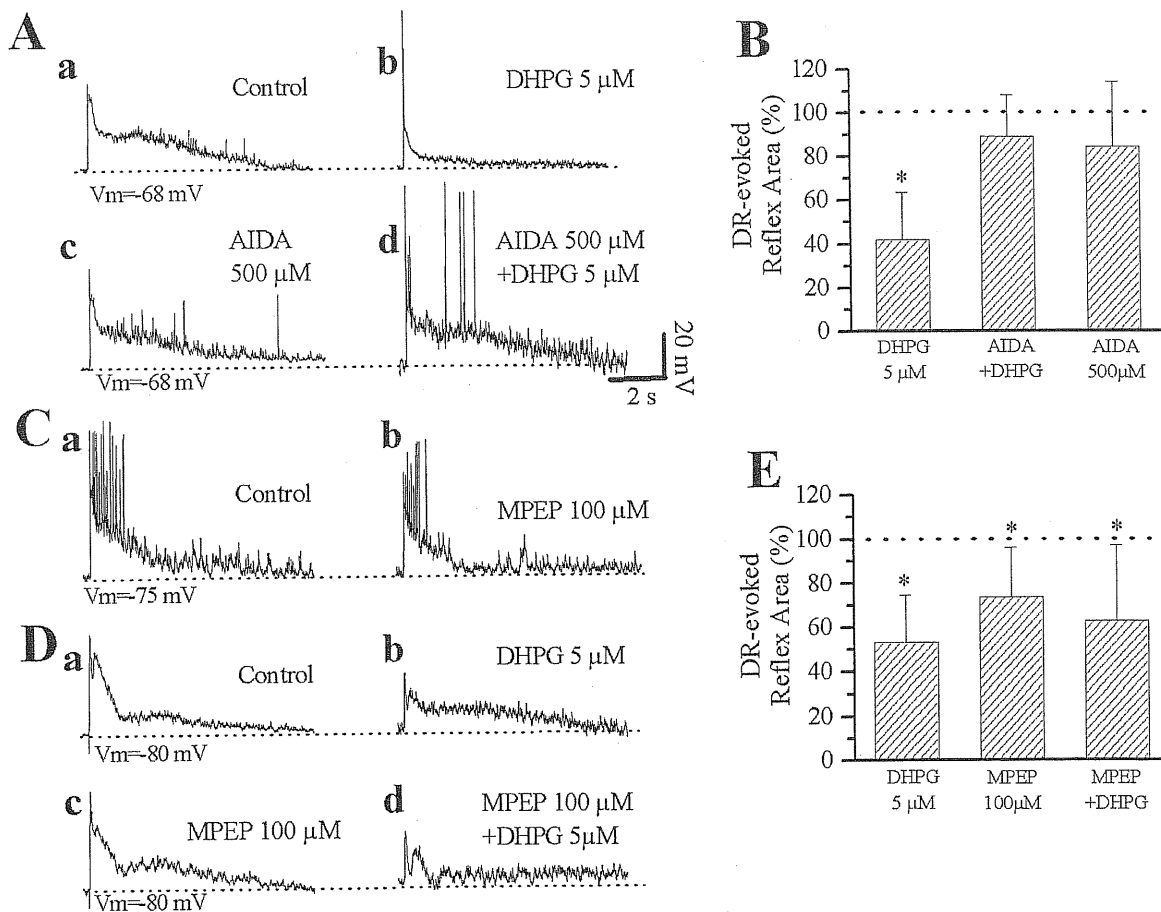 A
a
Control
Vm=-68 mV
b
DHPG 5 µM
c
AIDA
500 µM
Vm=-68 mV
d
AIDA 500 µM
+DHPG 5 µM
20 mV
2 s
B
DR-evoked
Reflex Area (%)
120
100
80
60
40
20
0
*
DHPG
5 µM
AIDA
+DHPG
AIDA
500µM
C
a
Control
Vm=-75 mV
b
MPEP 100 µM
D
a
Control
Vm=-80 mV
b
DHPG 5 µM
c
MPEP 100 µM
Vm=-80 mV
d
MPEP 100 µM
+DHPG 5µM
E
DR-evoked
Reflex Area (%)
120
100
80
60
40
20
0
*
*
*
DHPG
5 µM
MPEP
100µM
MPEP
+DHPG